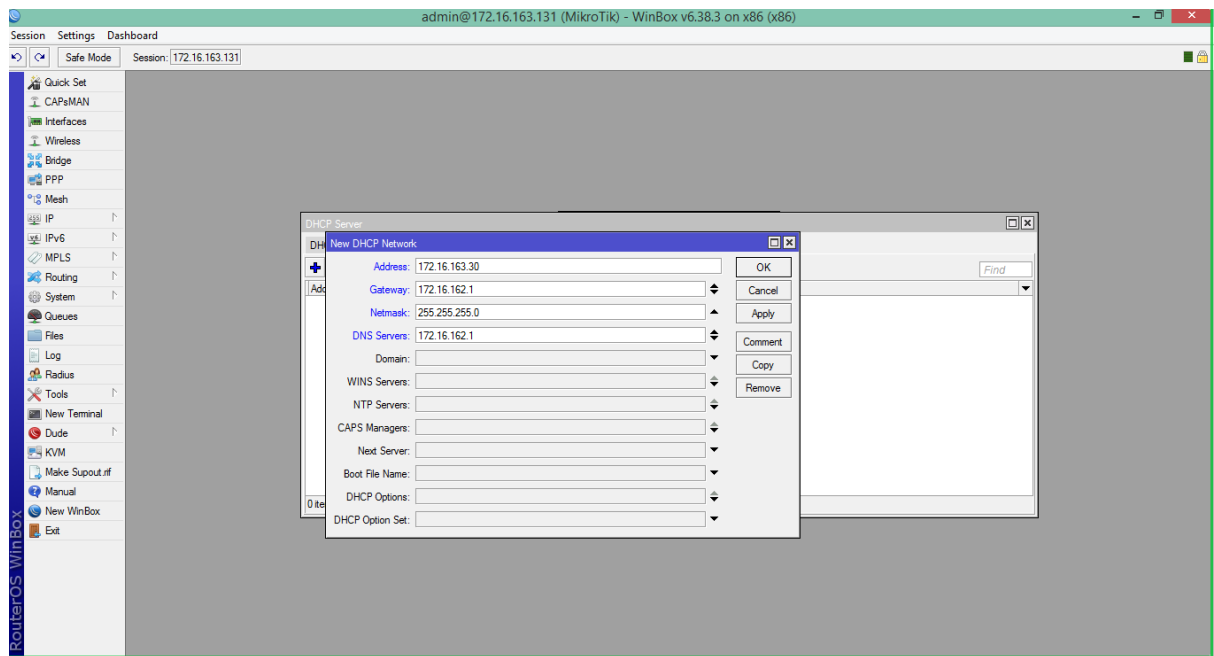 admin@172.16.163.131 (MikroTik) - WinBox v6.38.3 on x86 (x86)
Session Settings Dashboard
Safe Mode Session: 172.16.163.131
Quick Set
CAPsMAN
Interfaces
Wireless
Bridge
PPP
Mesh
IP
IPv6
MPLS
Routing
System
Queues
Files
Log
Radius
Tools
New Terminal
Dude
KVM
Make Supout.rif
Manual
New WinBox
Exit
RouterOS WinBox
DHCP Server
DH
Find
Add
0 ite
New DHCP Network
Address: 172.16.163.30
Gateway: 172.16.162.1
Netmask: 255.255.255.0
DNS Servers: 172.16.162.1
Domain:
WINS Servers:
NTP Servers:
CAPS Managers:
Next Server:
Boot File Name:
DHCP Options:
DHCP Option Set:
OK
Cancel
Apply
Comment
Copy
Remove